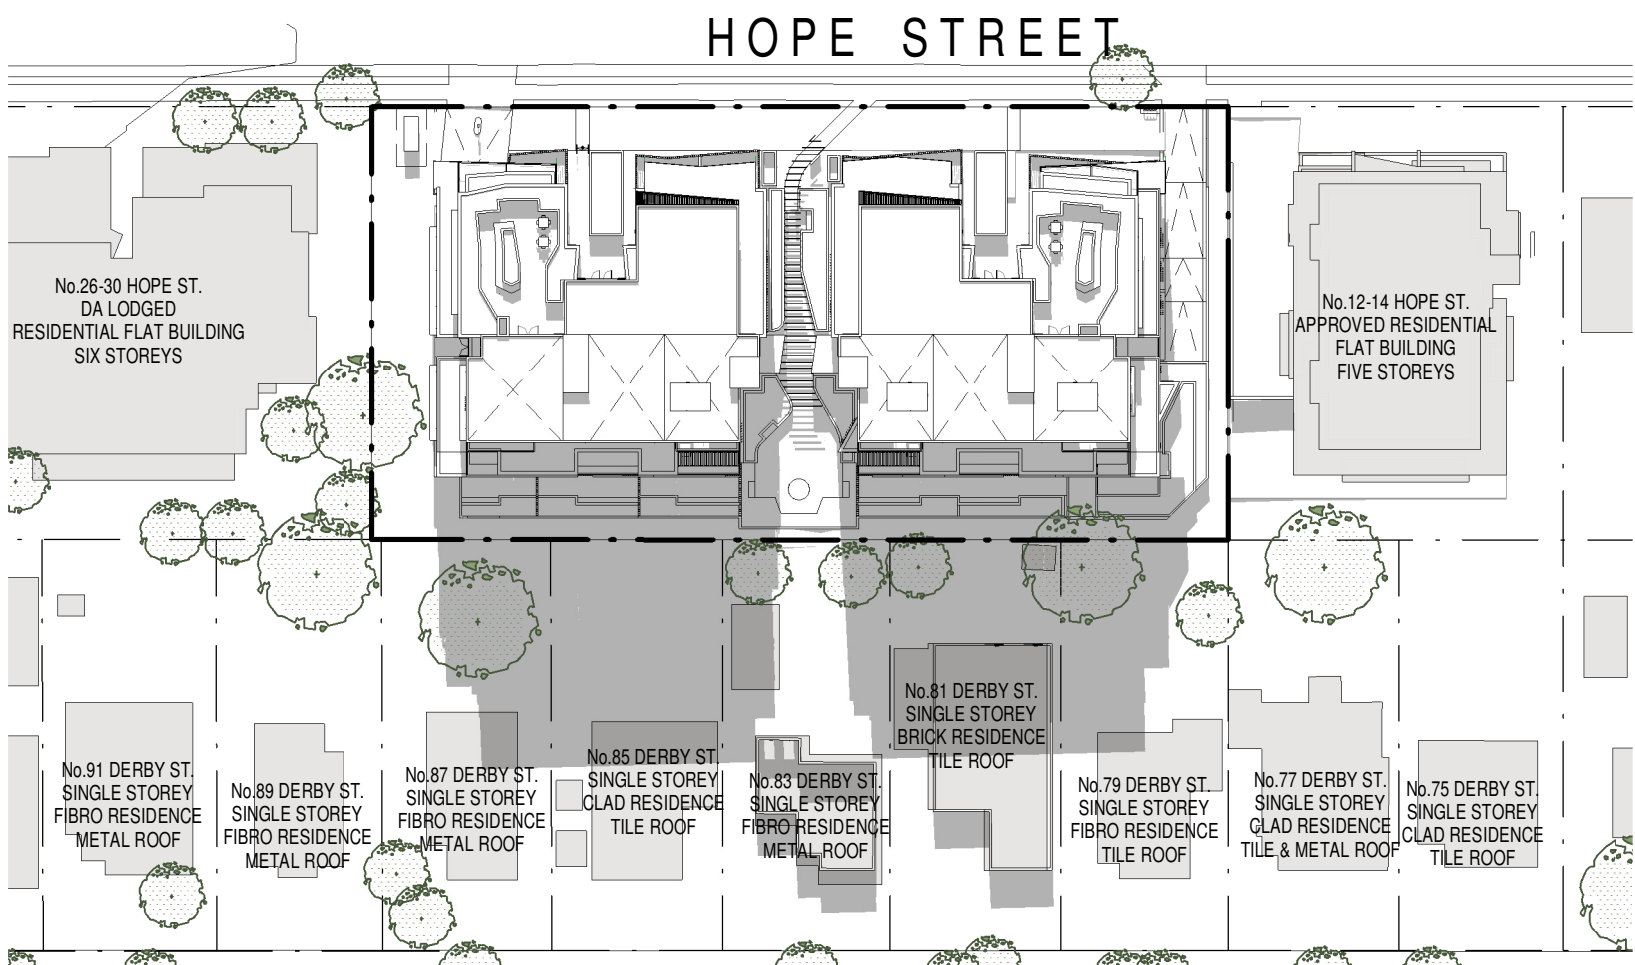 HOPE STREET
No.26-30 HOPE ST.
DA LODGED
RESIDENTIAL FLAT BUILDING
SIX STOREYS
No.12-14 HOPE ST.
APPROVED RESIDENTIAL
FLAT BUILDING
FIVE STOREYS
No.91 DERBY ST.
SINGLE STOREY
FIBRO RESIDENCE
METAL ROOF
No.89 DERBY ST.
SINGLE STOREY
FIBRO RESIDENCE
METAL ROOF
No.87 DERBY ST.
SINGLE STOREY
FIBRO RESIDENCE
METAL ROOF
No.85 DERBY ST.
SINGLE STOREY
CLAD RESIDENCE
TILE ROOF
No.83 DERBY ST.
SINGLE STOREY
FIBRO RESIDENCE
METAL ROOF
No.81 DERBY ST.
SINGLE STOREY
BRICK RESIDENCE
TILE ROOF
No.79 DERBY ST.
SINGLE STOREY
FIBRO RESIDENCE
TILE ROOF
No.77 DERBY ST.
SINGLE STOREY
CLAD RESIDENCE
TILE & METAL ROOF
No.75 DERBY ST.
SINGLE STOREY
CLAD RESIDENCE
TILE ROOF